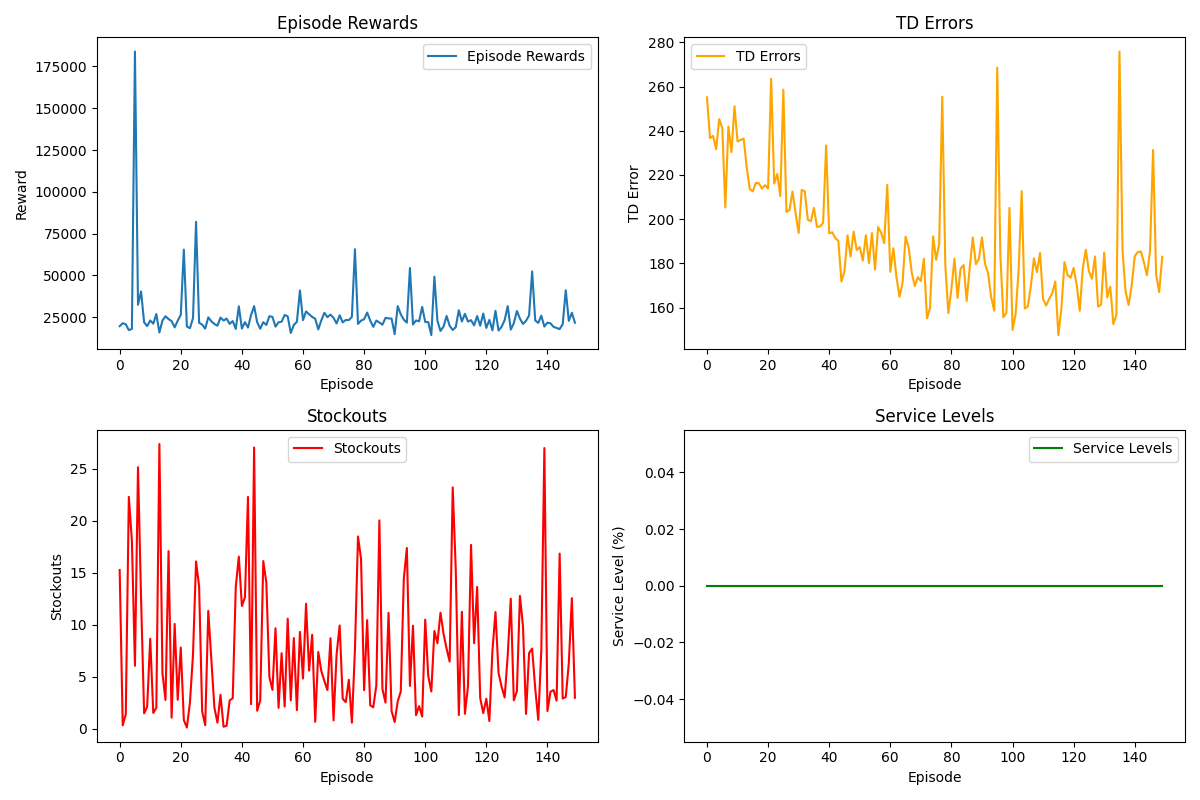 Episode Rewards
Episode Rewards
175000
150000
125000
100000
75000
50000
25000
Reward
0 20 40 60 80 100 120 140
Episode
TD Errors
TD Errors
280
260
240
220
200
180
160
TD Error
0 20 40 60 80 100 120 140
Episode
Stockouts
Stockouts
25
20
15
10
5
0
Stockouts
0 20 40 60 80 100 120 140
Episode
Service Levels
Service Levels
0.04
0.02
0.00
−0.02
−0.04
Service Level (%)
0 20 40 60 80 100 120 140
Episode